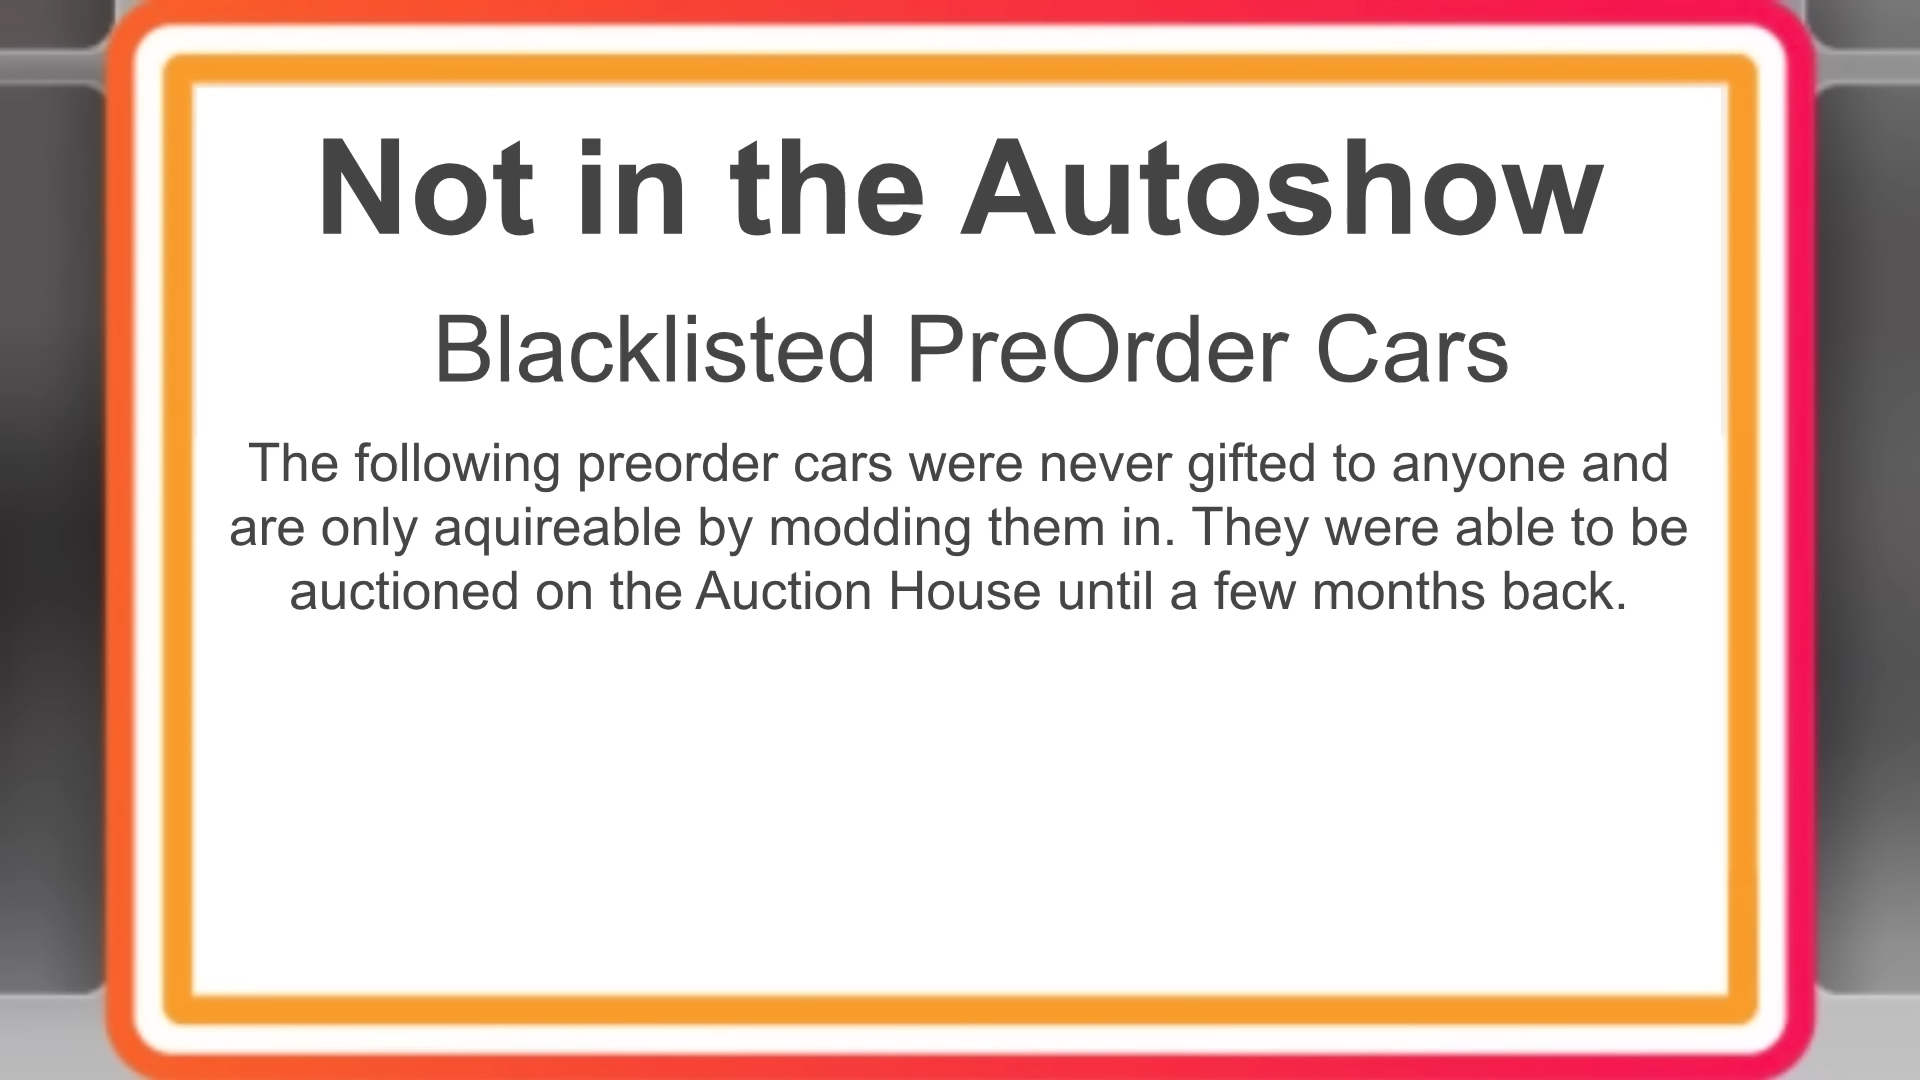 Not in the Autoshow
Blacklisted PreOrder Cars
The following preorder cars were never gifted to anyone and
are only aquireable by modding them in. They were able to be
auctioned on the Auction House until a few months back.